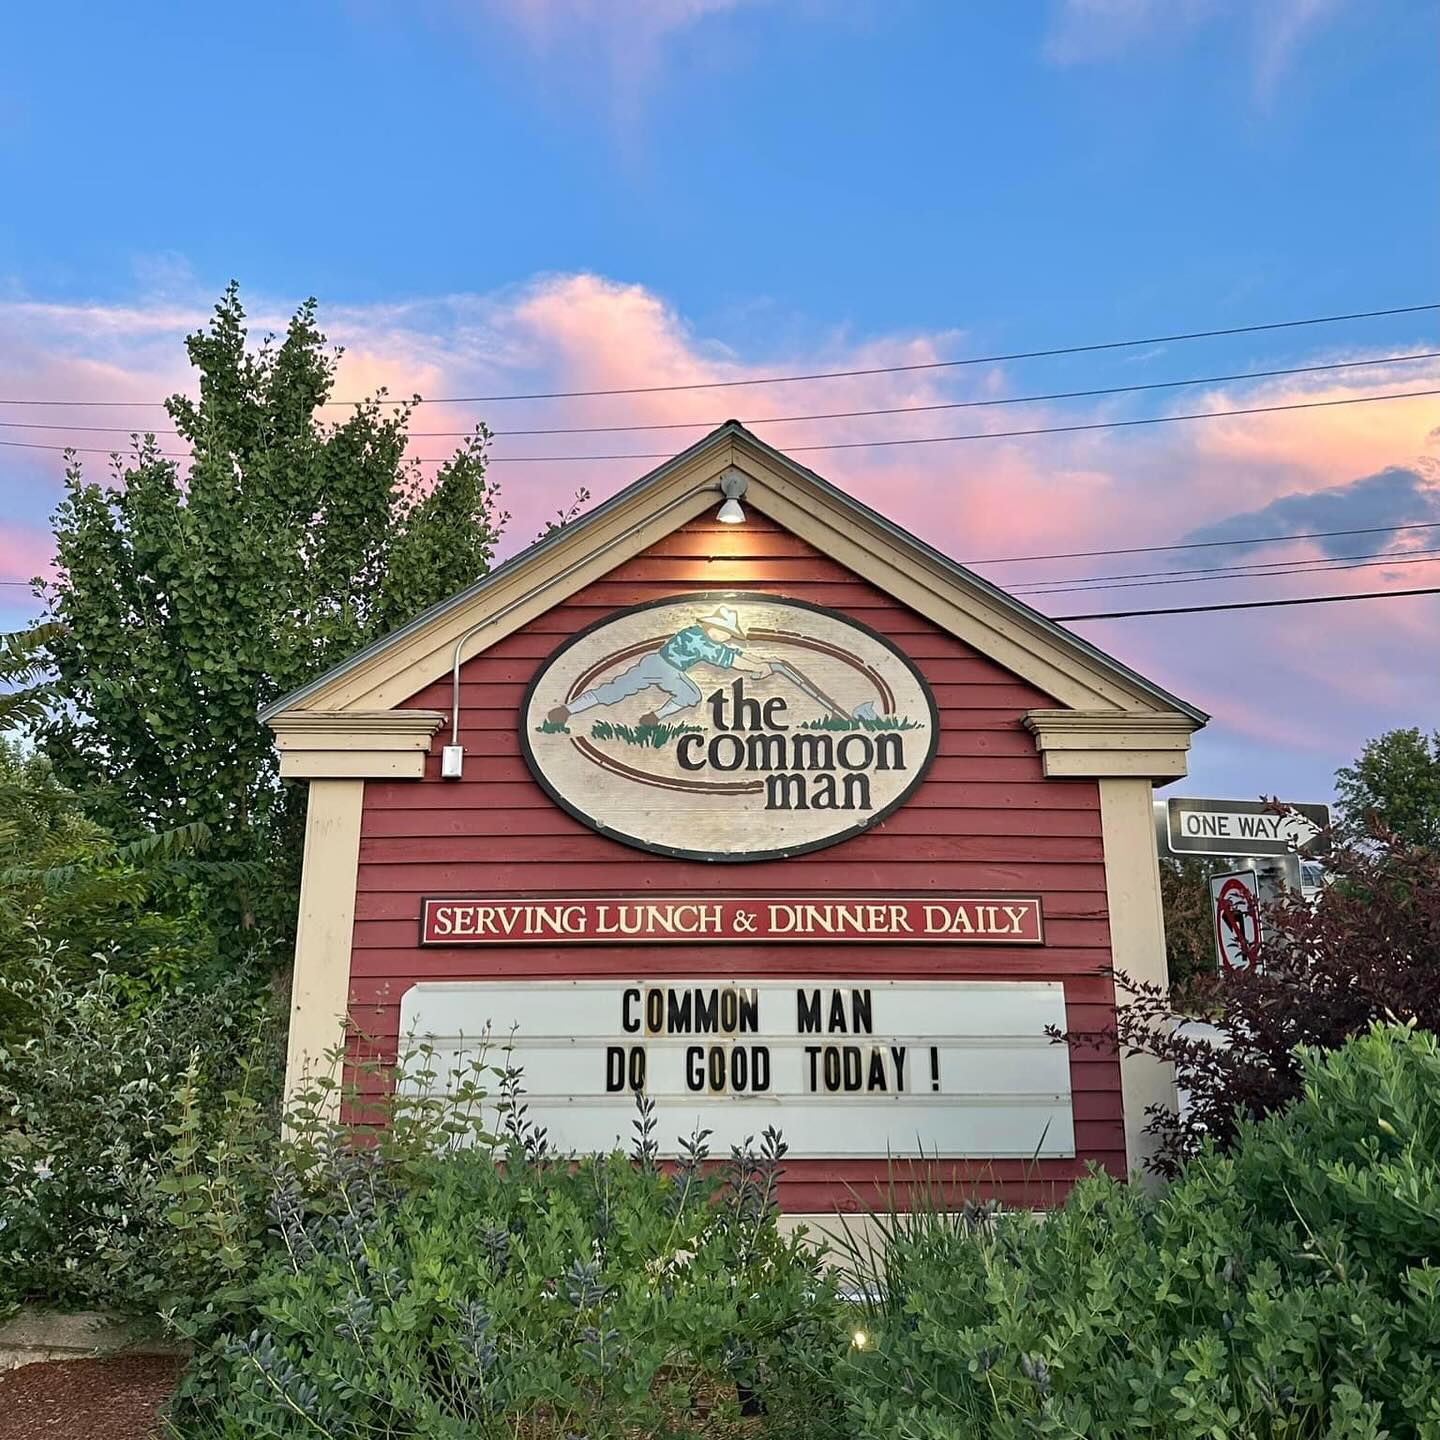 the
common
man
SERVING LUNCH & DINNER DAILY
COMMON MAN
DO GOOD TODAY !
ONE WAY